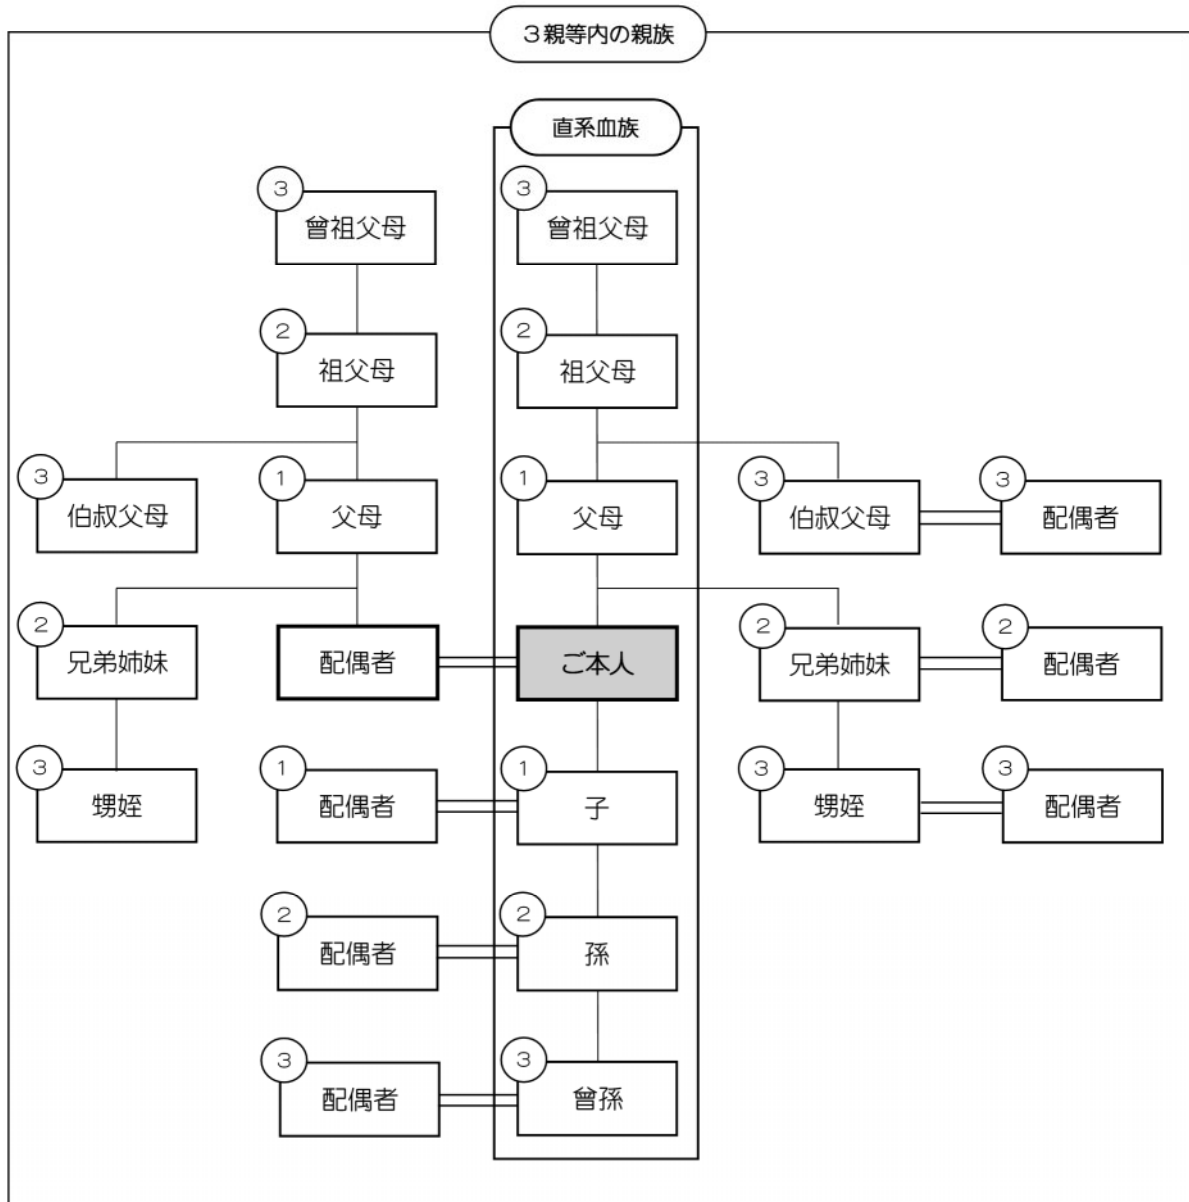 ３親等内の親族
直系血族
3
曾祖父母
3
曾祖父母
2
祖父母
2
祖父母
3
伯叔父母
1
父母
1
父母
3
伯叔父母
3
配偶者
2
兄弟姉妹
配偶者
ご本人
2
兄弟姉妹
2
配偶者
3
甥姪
1
配偶者
1
子
3
甥姪
3
配偶者
2
配偶者
2
孫
3
配偶者
3
曾孫